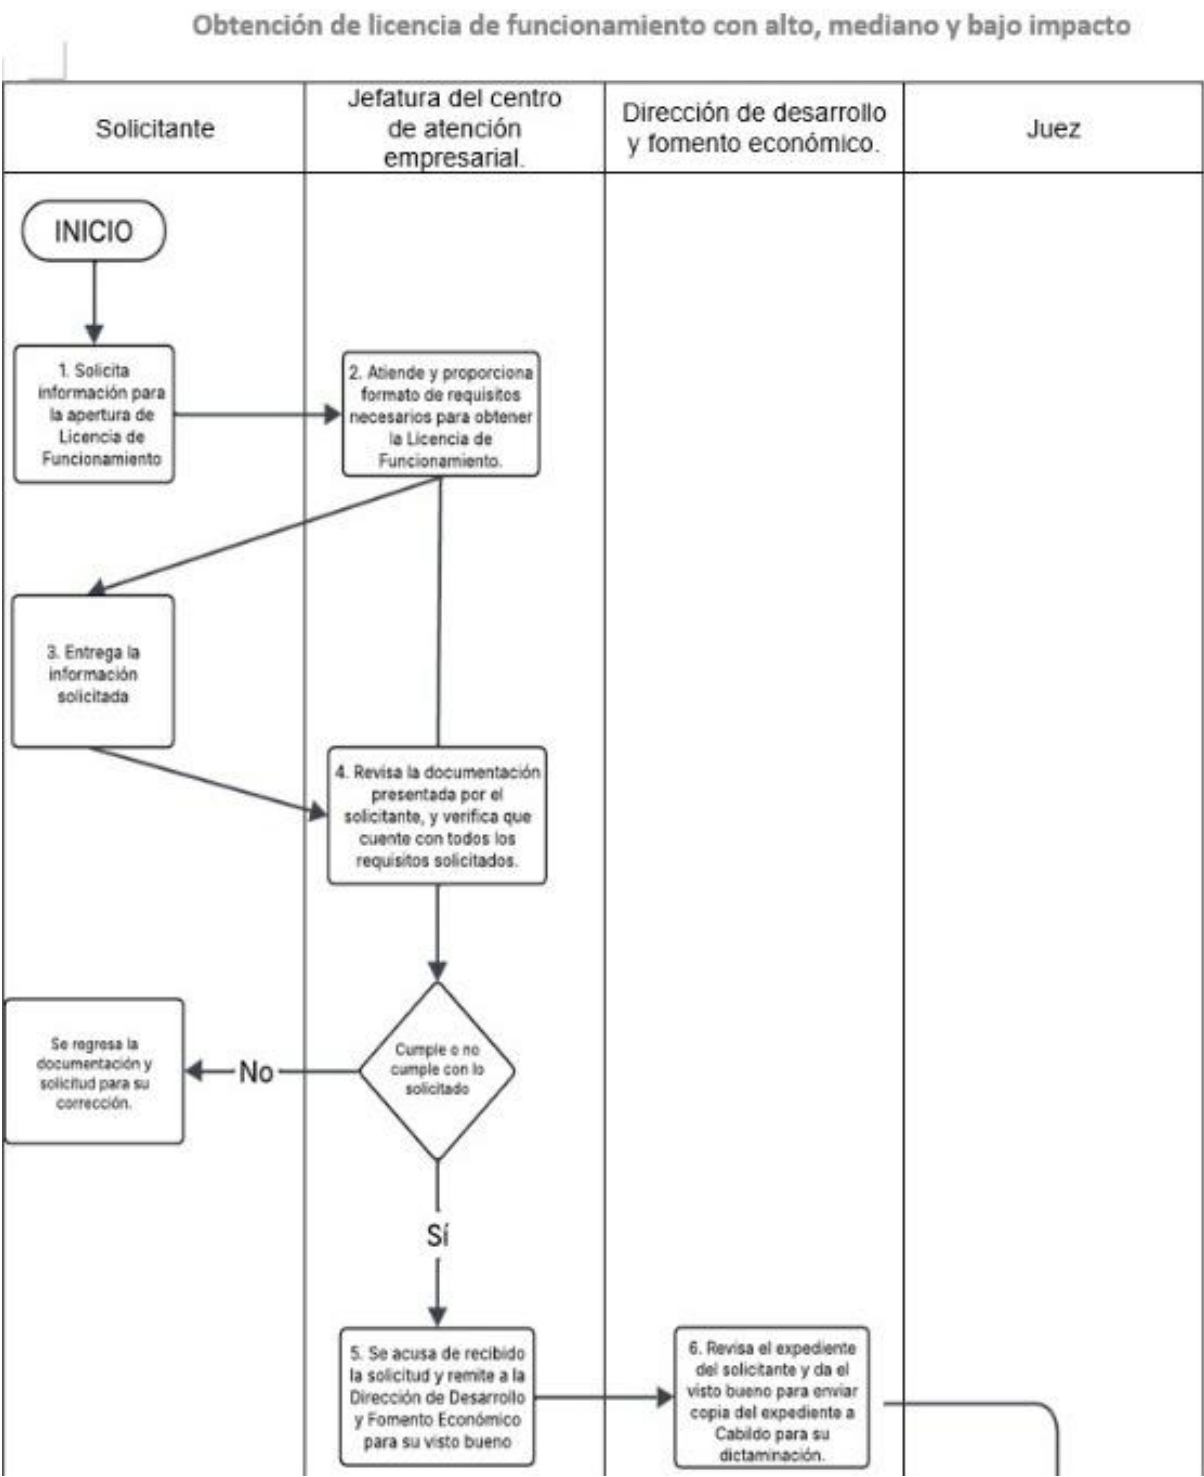 Obtención de licencia de funcionamiento con alto, mediano y bajo impacto
Solicitante
Jefatura del centro
de atención
empresarial.
Dirección de desarrollo
y fomento económico.
Juez
INICIO
1. Solicita
información para
la apertura de
Licencia de
Funcionamiento
2. Atiende y proporciona
formato de requisitos
necesarios para obtener
la Licencia de
Funcionamiento.
3. Entrega la
información
solicitada
4. Revisa la documentación
presentada por el
solicitante, y verifica que
cuente con todos los
requisitos solicitados.
Cumple o no
cumple con lo
solicitado
No
Se regresa la
documentación y
solicitud para su
corrección.
Sí
5. Se acusa de recibido
la solicitud y remite a la
Dirección de Desarrollo
y Fomento Económico
para su visto bueno
6. Revisa el expediente
del solicitante y da el
visto bueno para enviar
copia del expediente a
Cabildo para su
dictaminación.